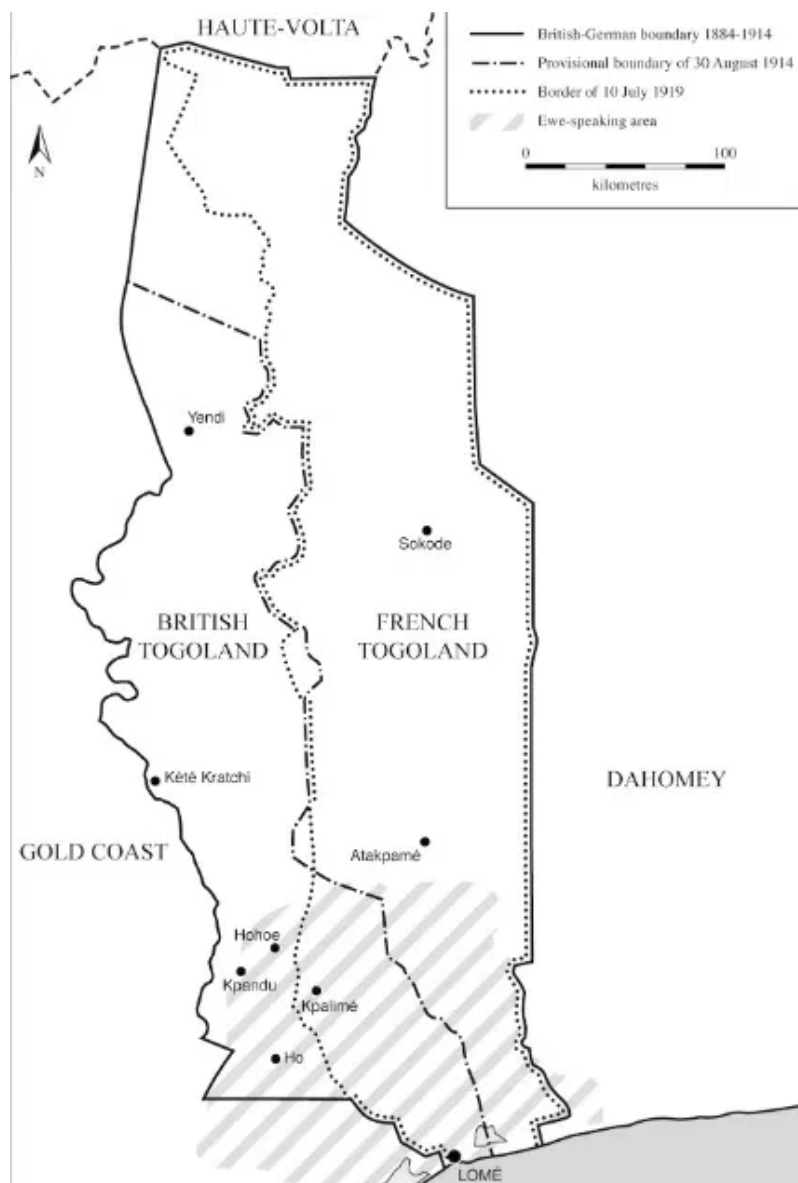 HAUTE-VOLTA
British-German boundary 1884-1914
Provisional boundary of 30 August 1914
Border of 10 July 1919
Ewe-speaking area
0 100
kilometres
N
Yendi
Sokode
BRITISH
TOGOLAND
FRENCH
TOGOLAND
Kété Kratchi
DAHOMEY
GOLD COAST
Atakpamé
Hohoe
Kpandu
Kpalimé
Ho
LOMÉ